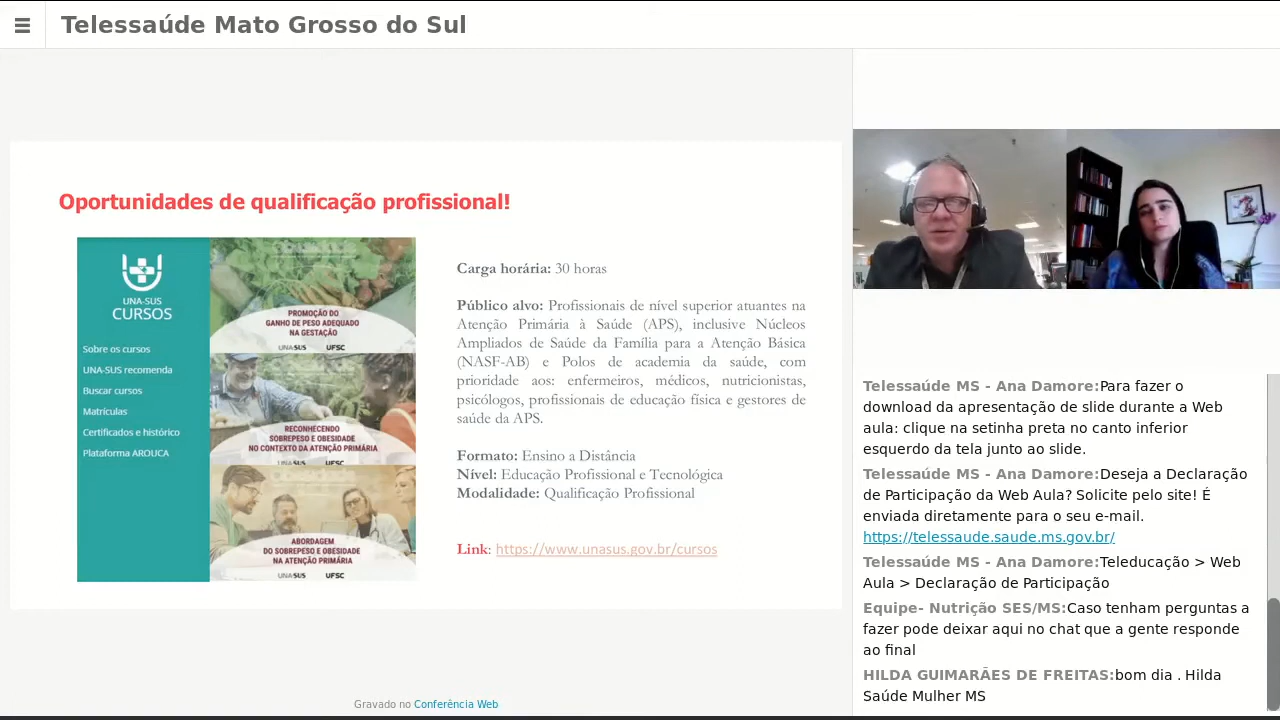 Telessaúde Mato Grosso do Sul
Oportunidades de qualificação profissional!
UNA-SUS
CURSOS
Sobre os cursos
UNA-SUS recomenda
Buscar cursos
Matrículas
Certificados e histórico
Plataforma AROUCA
PROMOÇÃO DO
GANHO DE PESO ADEQUADO
NA GESTAÇÃO
UNASUS UFSC
RECONHECENDO
SOBREPESO E OBESIDADE
NO CONTEXTO DA ATENÇÃO PRIMÁRIA
UNASUS UFSC
ABORDAGEM
DO SOBREPESO E OBESIDADE
NA ATENÇÃO PRIMÁRIA
UNASUS UFSC
Carga horária: 30 horas
Público alvo: Profissionais de nível superior atuantes na
Atenção Primária à Saúde (APS), inclusive Núcleos
Ampliados de Saúde da Família para a Atenção Básica
(NASF-AB) e Polos de academia da saúde, com
prioridade aos: enfermeiros, médicos, nutricionistas,
psicólogos, profissionais de educação física e gestores de
saúde da APS.
Formato: Ensino a Distância
Nível: Educação Profissional e Tecnológica
Modalidade: Qualificação Profissional
Link: https://www.unasus.gov.br/cursos
Gravado no Conferência Web
Telessaúde MS - Ana Damore:Para fazer o
download da apresentação de slide durante a Web
aula: clique na setinha preta no canto inferior
esquerdo da tela junto ao slide.
Telessaúde MS - Ana Damore:Deseja a Declaração
de Participação da Web Aula? Solicite pelo site! É
enviada diretamente para o seu e-mail.
https://telessaude.saude.ms.gov.br/
Telessaúde MS - Ana Damore:Teleducação > Web
Aula > Declaração de Participação
Equipe- Nutrição SES/MS:Caso tenham perguntas a
fazer pode deixar aqui no chat que a gente responde
ao final
HILDA GUIMARÃES DE FREITAS:bom dia . Hilda
Saúde Mulher MS